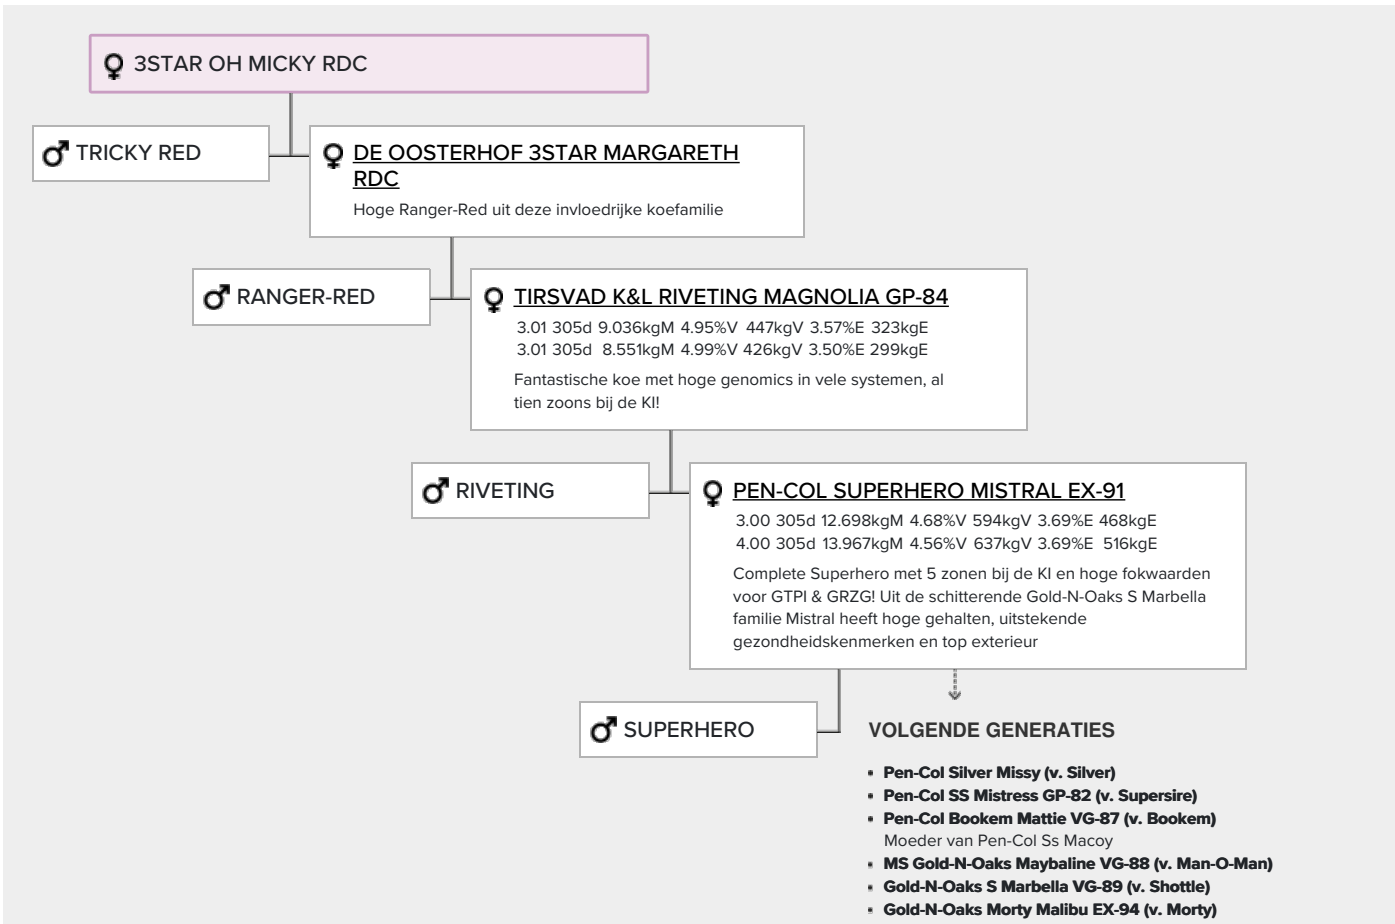 3STAR OH MICKY RDC
TRICKY RED
DE OOSTERHOF 3STAR MARGARETH
RDC
Hoge Ranger-Red uit deze invloedrijke koefamilie
RANGER-RED
TIRSVAD K&L RIVETING MAGNOLIA GP-84
3.01 305d 9.036kgM 4.95%V 447kgV 3.57%E 323kgE
3.01 305d 8.551kgM 4.99%V 426kgV 3.50%E 299kgE
Fantastische koe met hoge genomics in vele systemen, al
tien zoons bij de KI!
RIVETING
PEN-COL SUPERHERO MISTRAL EX-91
3.00 305d 12.698kgM 4.68%V 594kgV 3.69%E 468kgE
4.00 305d 13.967kgM 4.56%V 637kgV 3.69%E 516kgE
Complete Superhero met 5 zonen bij de KI en hoge fokwaarden
voor GTPI & GRZG! Uit de schitterende Gold-N-Oaks S Marbella
familie Mistral heeft hoge gehalten, uitstekende
gezondheidskenmerken en top exterieur
SUPERHERO
VOLGENDE GENERATIES
Pen-Col Silver Missy (v. Silver)
Pen-Col SS Mistress GP-82 (v. Supersire)
Pen-Col Bookem Mattie VG-87 (v. Bookem)
Moeder van Pen-Col Ss Macoy
MS Gold-N-Oaks Maybaline VG-88 (v. Man-O-Man)
Gold-N-Oaks S Marbella VG-89 (v. Shottle)
Gold-N-Oaks Morty Malibu EX-94 (v. Morty)